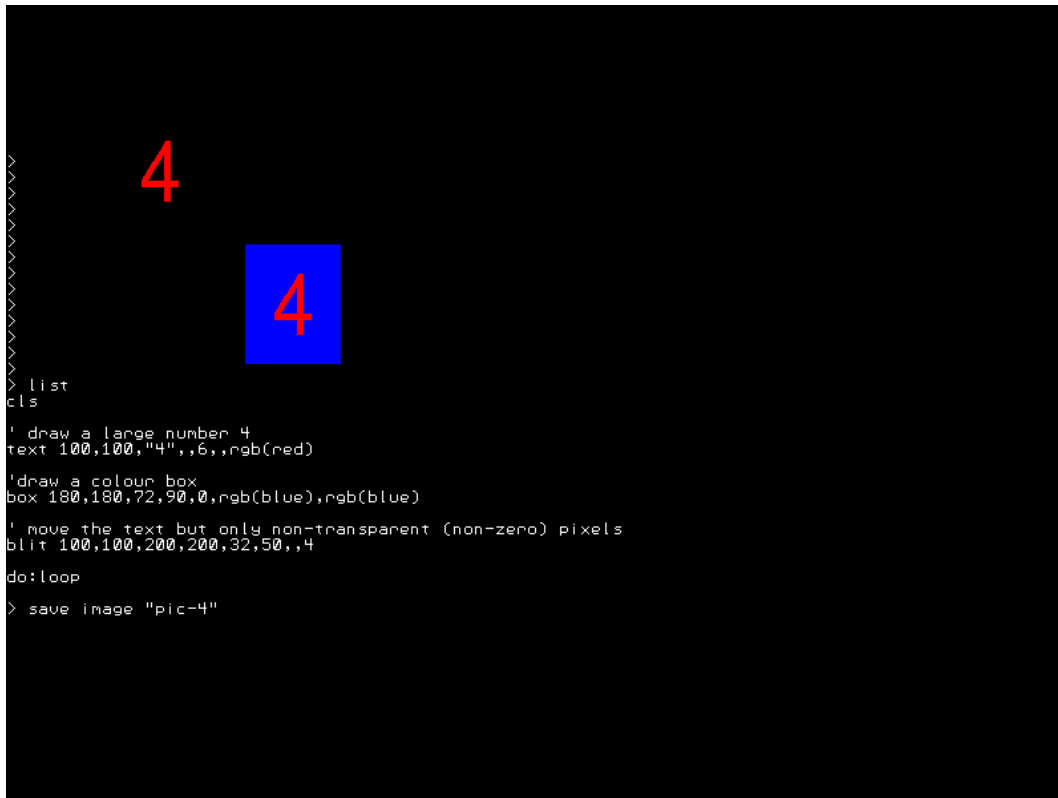 >
>
4
>
>
>
>
>
>
>
>
4
>
>
>
>
> list
cls
' draw a large number 4
text 100,100,"4",,6,,rgb(red)
'draw a colour box
box 180,180,72,90,0,rgb(blue),rgb(blue)
' move the text but only non-transparent (non-zero) pixels
blit 100,100,200,200,32,50,,4
do:loop
> save image "pic-4"